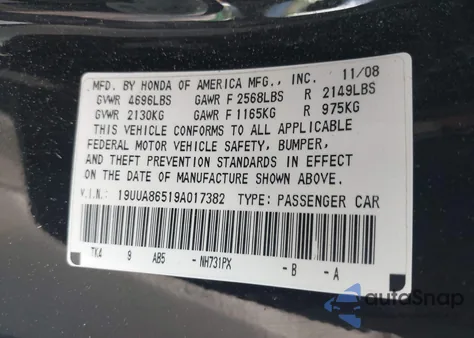 MFD. BY HONDA OF AMERICA MFG., INC. 11/08
GVWR 4696LBS GAWR F 2568LBS R 2149LBS
GVWR 2130KG GAWR F 1165KG R 975KG
THIS VEHICLE CONFORMS TO ALL APPLICABLE
FEDERAL MOTOR VEHICLE SAFETY, BUMPER,
AND THEFT PREVENTION STANDARDS IN EFFECT
ON THE DATE OF MANUFACTURE SHOWN ABOVE.
V.I.N.: 19UUA86519A017382 TYPE: PASSENGER CAR
TKA 9 AB5 - NH731PX - B - A
autoSnap